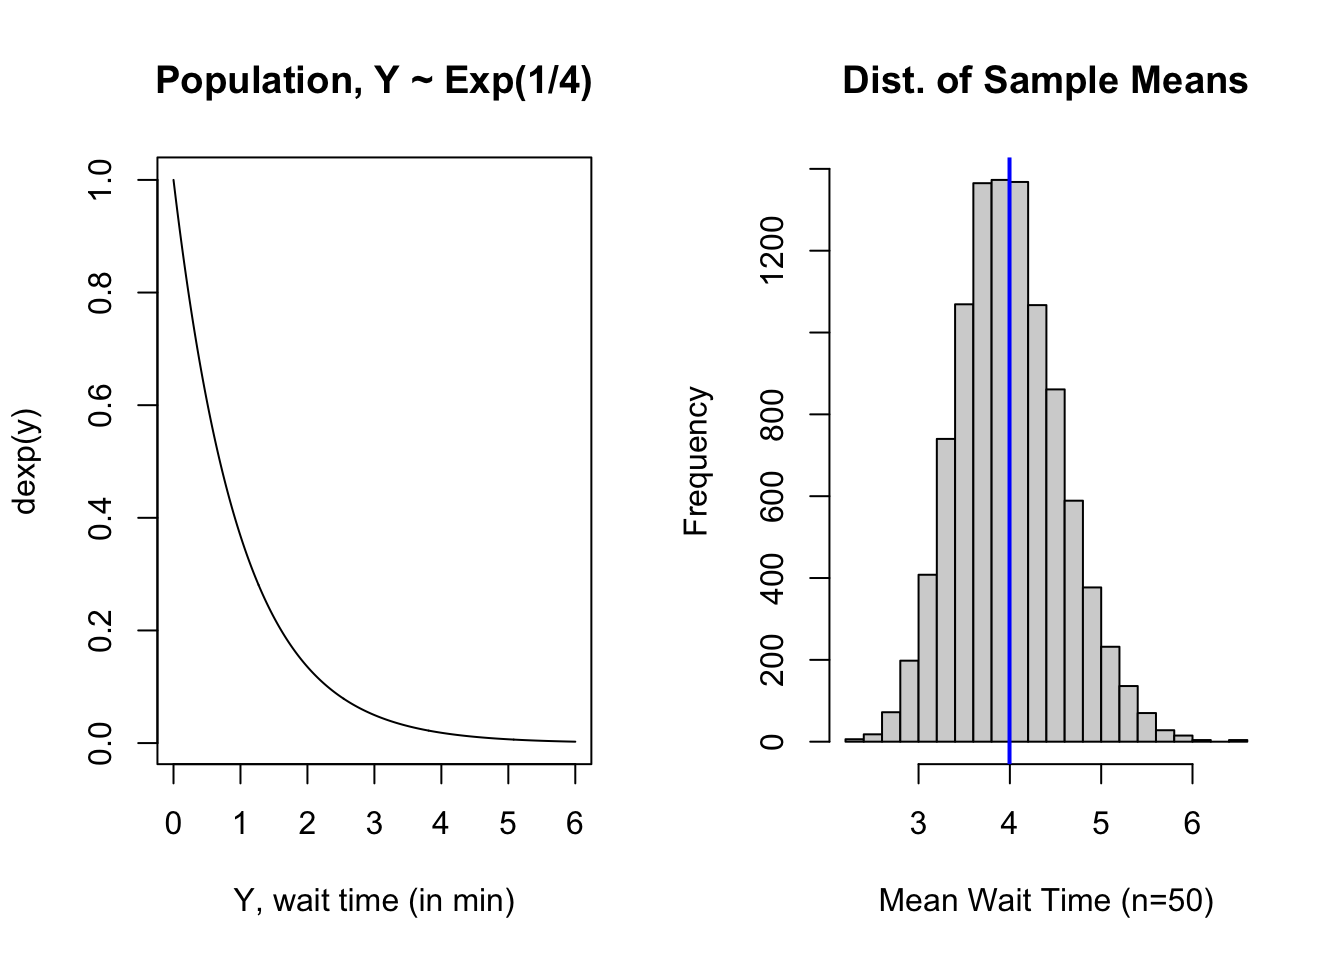 Population, Y ~ Exp(1/4)
dexp(y)
1.0
0.8
0.6
0.4
0.2
0.0
0 1 2 3 4 5 6
Y, wait time (in min)
Dist. of Sample Means
Frequency
1200
800
600
400
200
0
3 4 5 6
Mean Wait Time (n=50)